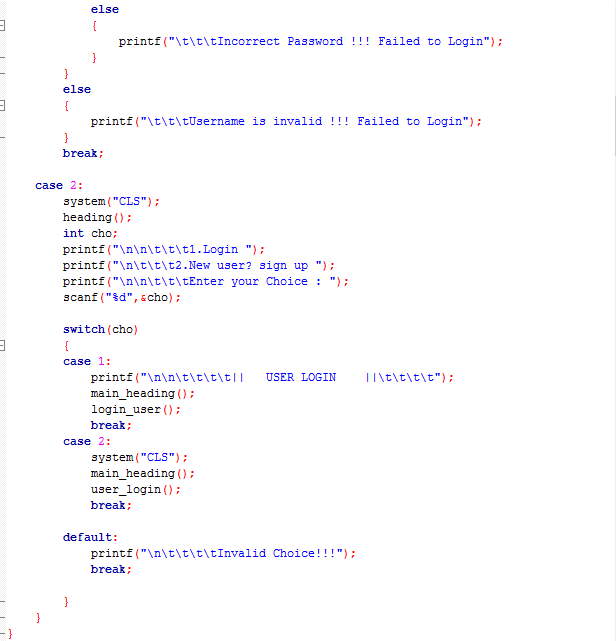 else
{
printf("\t\t\tIncorrect Password !!! Failed to Login");
}
}
else
{
printf("\t\t\tUsername is invalid !!! Failed to Login");
}
break;
case 2:
system("CLS");
heading();
int cho;
printf("\n\n\t\t\t1.Login ");
printf("\n\t\t\t2.New user? sign up ");
printf("\n\n\t\t\tEnter your Choice : ");
scanf("%d",&cho);
switch(cho)
{
case 1:
printf("\n\n\t\t\t\t||   USER LOGIN    ||\t\t\t\t");
main_heading();
login_user();
break;
case 2:
system("CLS");
main_heading();
user_login();
break;
default:
printf("\n\t\t\t\tInvalid Choice!!!");
break;
}
}
}